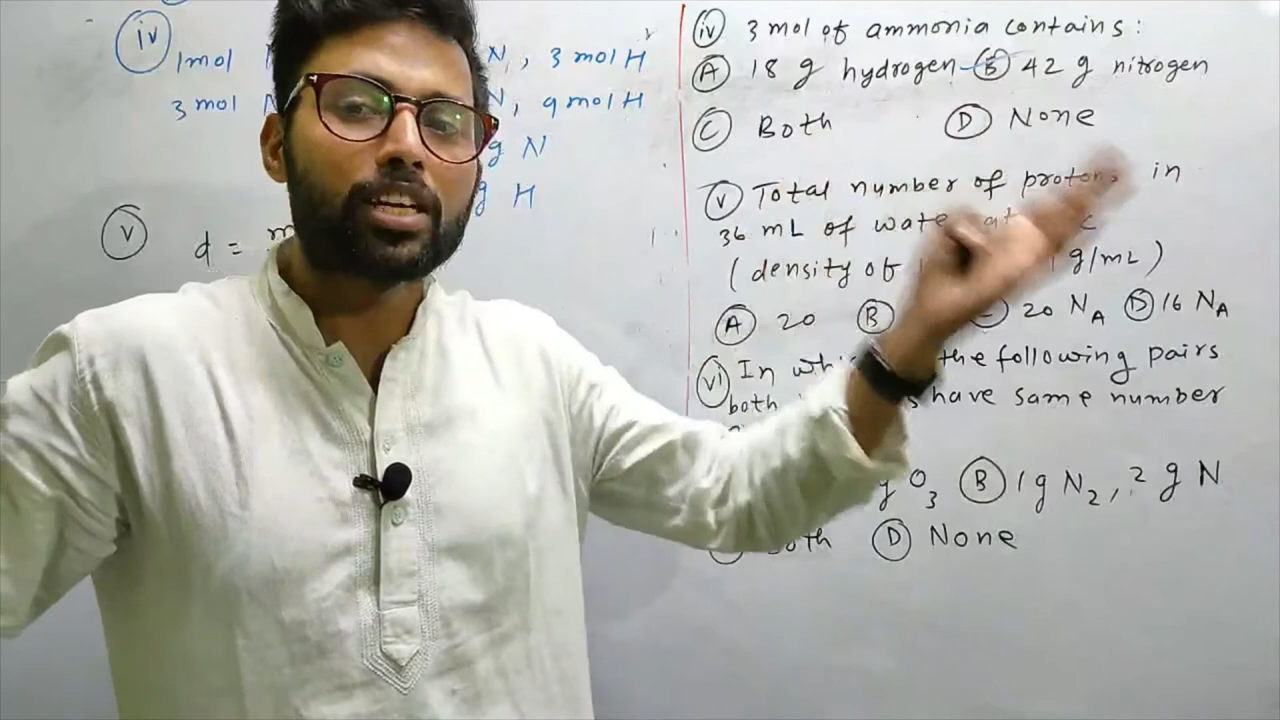 iv
1 mol N, 3 mol H
3 mol N, 9 mol H
g N
g H
v d =
iv 3 mol of ammonia contains:
A 18 g hydrogen B 42 g nitrogen
C Both D None
v Total number of protons in
36 mL of water at
(density of g/mL)
A 20 B 20 NA D 16 NA
vi In the following pairs
both have same number
g O3 B 1g N2, 2 g N
Both D None